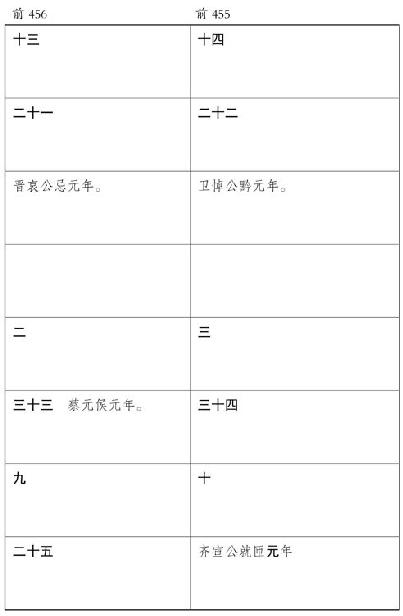 前 456 前 455
十三 十四
二十一 二十二
晋哀公忌元年。 卫悼公黔元年。
二 三
三十三 蔡元侯元年。 三十四
九 十
二十五 齐宣公就匝元年